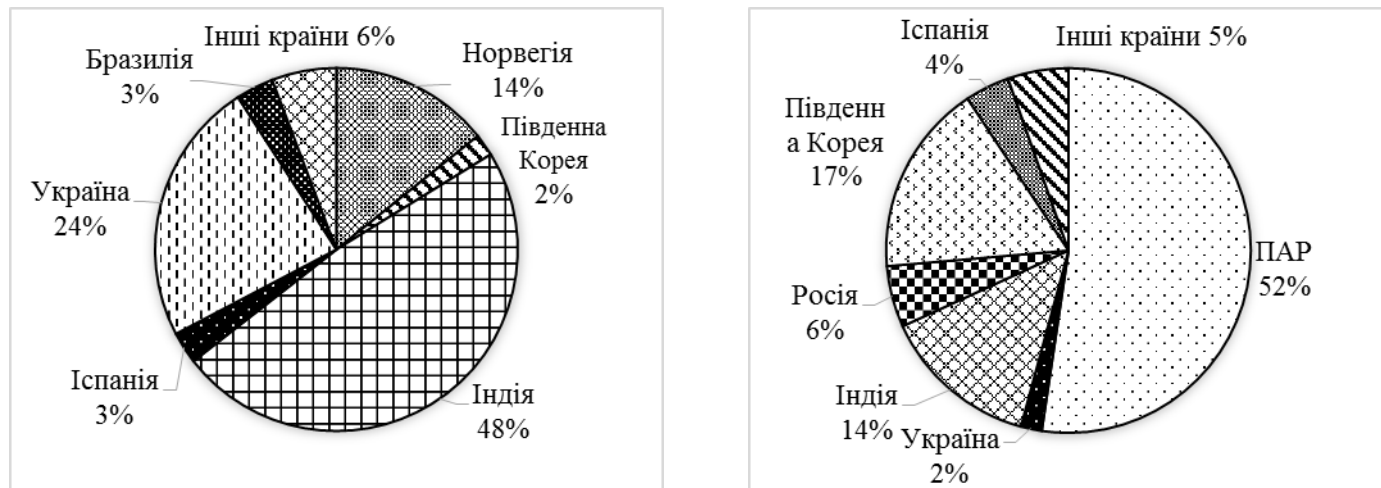 Інші країни 6%
Бразилія
3%
Норвегія
14%
Південна
Корея
2%
Україна
24%
Іспанія
3%
Індія
48%
Іспанія
4%
Інші країни 5%
Південн
а Корея
17%
ПАР
52%
Росія
6%
Індія
14%
Україна
2%